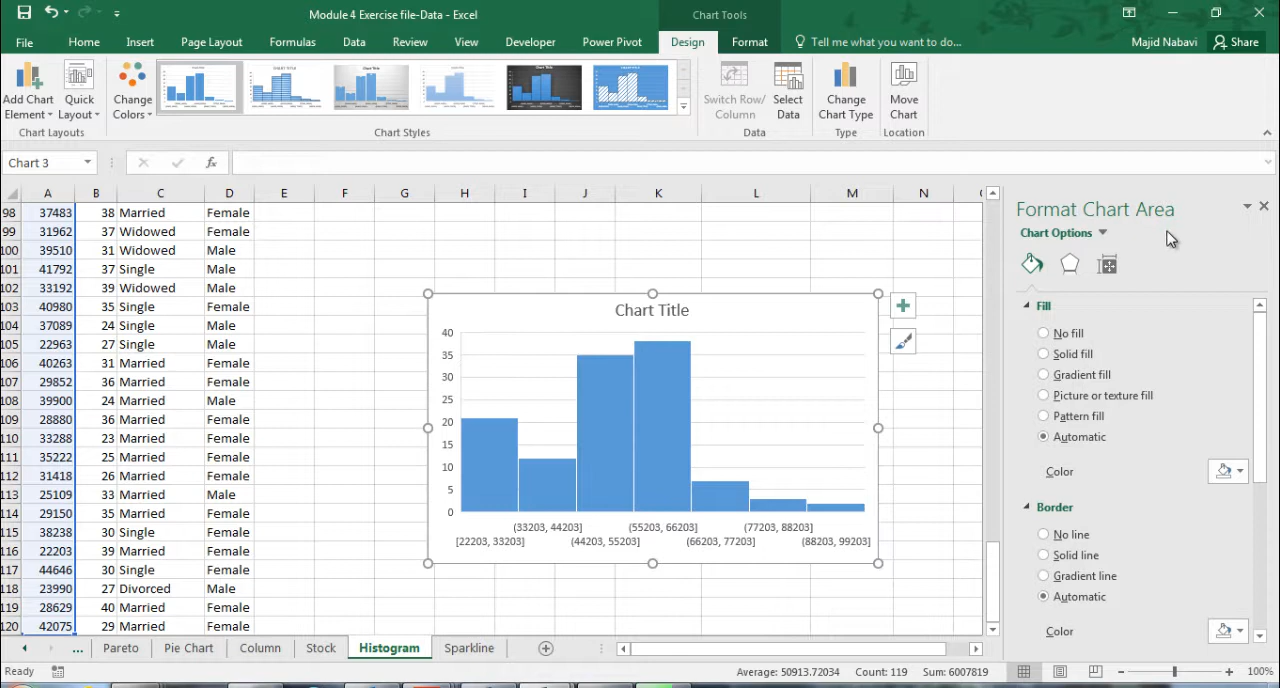 Module 4 Exercise file-Data - Excel
Chart Tools
File Home Insert Page Layout Formulas Data Review View Developer Power Pivot Design Format Tell me what you want to do... Majid Nabavi Share
Add Chart Element
Quick Layout
Change Colors
Switch Row/ Column
Select Data
Change Chart Type
Move Chart
Chart Layouts
Chart Styles
Data
Type
Location
Chart 3
fx
A B C D E F G H I J K L M N
98 37483 38 Married Female
99 31962 37 Widowed Female
100 39510 31 Widowed Male
101 41792 37 Single Male
102 33192 39 Widowed Male
103 40980 35 Single Female
104 37089 24 Single Male
105 22963 27 Single Male
106 40263 31 Married Female
107 29852 36 Married Female
108 39900 24 Married Male
109 28880 36 Married Female
110 33288 23 Married Female
111 35222 25 Married Female
112 31418 26 Married Female
113 25109 33 Married Male
114 29150 35 Married Female
115 38238 30 Single Female
116 22203 39 Married Female
117 44646 30 Single Female
118 23990 27 Divorced Male
119 28629 40 Married Female
120 42075 29 Married Female
Chart Title
40
35
30
25
20
15
10
5
0
(33203, 44203] (55203, 66203] (77203, 88203]
[22203, 33203] (44203, 55203] (66203, 77203] (88203, 99203]
Format Chart Area
Chart Options
Fill
No fill
Solid fill
Gradient fill
Picture or texture fill
Pattern fill
Automatic
Color
Border
No line
Solid line
Gradient line
Automatic
Color
... Pareto Pie Chart Column Stock Histogram Sparkline
Ready Average: 50913.72034 Count: 119 Sum: 6007819 100%